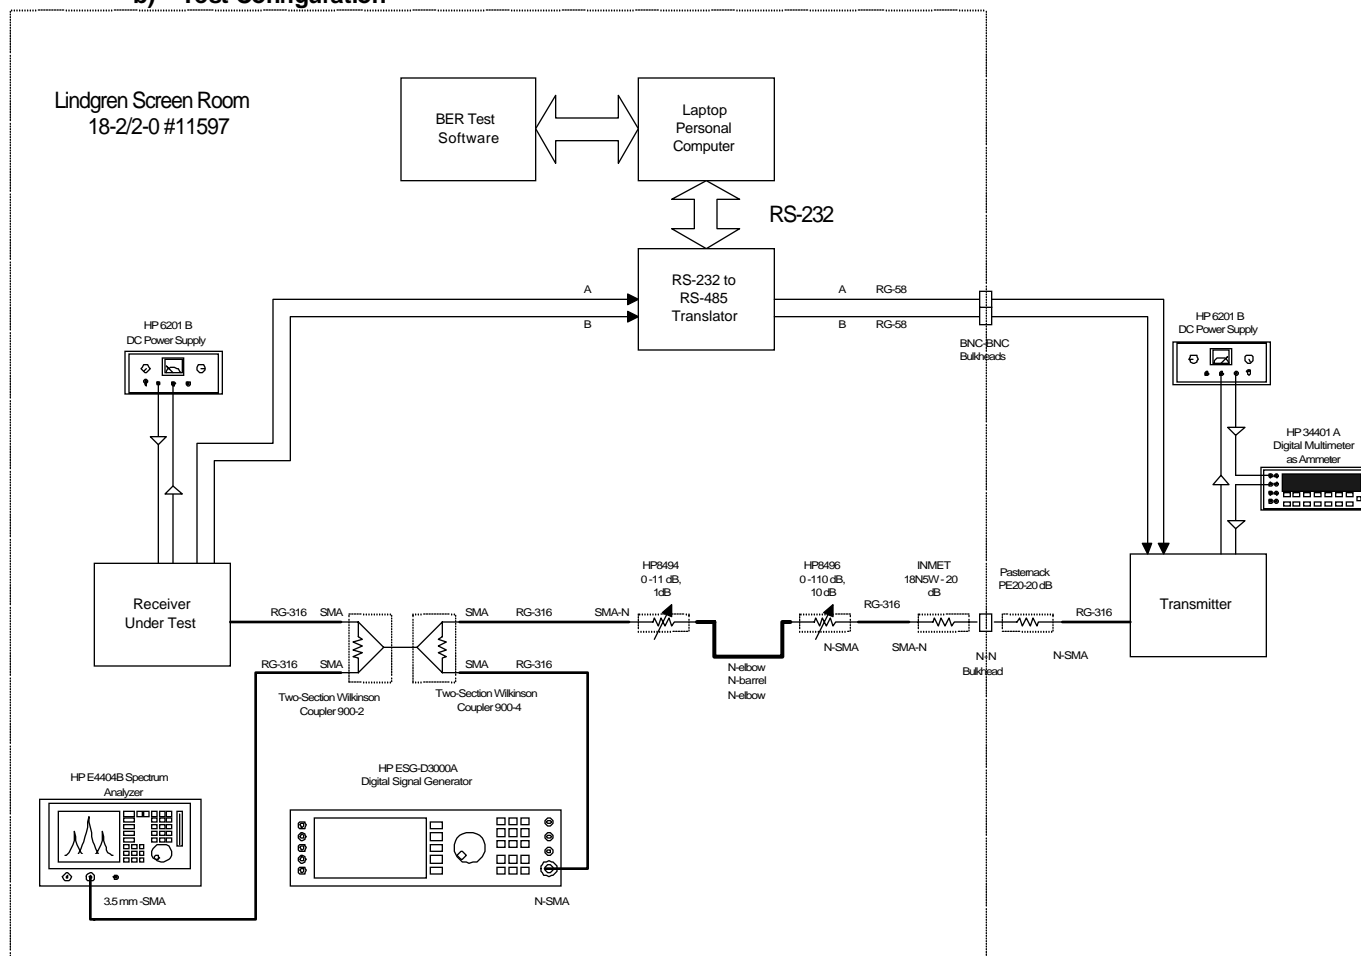 b) Test Configuration
Lindgren Screen Room
18-2/2-0 #11597
BER Test
Software
Laptop
Personal
Computer
RS-232
RS-232 to
RS-485
Translator
A
B
A
RG-58
B
RG-58
BNC-BNC
Bulkheads
HP 6201 B
DC Power Supply
HP 6201 B
DC Power Supply
HP 34401 A
Digital Multimeter
as Ammeter
Receiver
Under Test
RG-316
SMA
RG-316
SMA
SMA
RG-316
SMA
RG-316
Two-Section Wilkinson
Coupler 900-2
Two-Section Wilkinson
Coupler 900-4
SMA-N
HP8494
0 -11 dB,
1dB
N-elbow
N-barrel
N-elbow
HP8496
0 -110 dB,
10 dB
N-SMA
RG-316
SMA-N
INMET
18N5W - 20
dB
N-N
Bulkhead
Pasternack
PE20-20 dB
N-SMA
RG-316
Transmitter
HP E4404B Spectrum
Analyzer
3.5 mm -SMA
HP ESG-D3000A
Digital Signal Generator
N-SMA